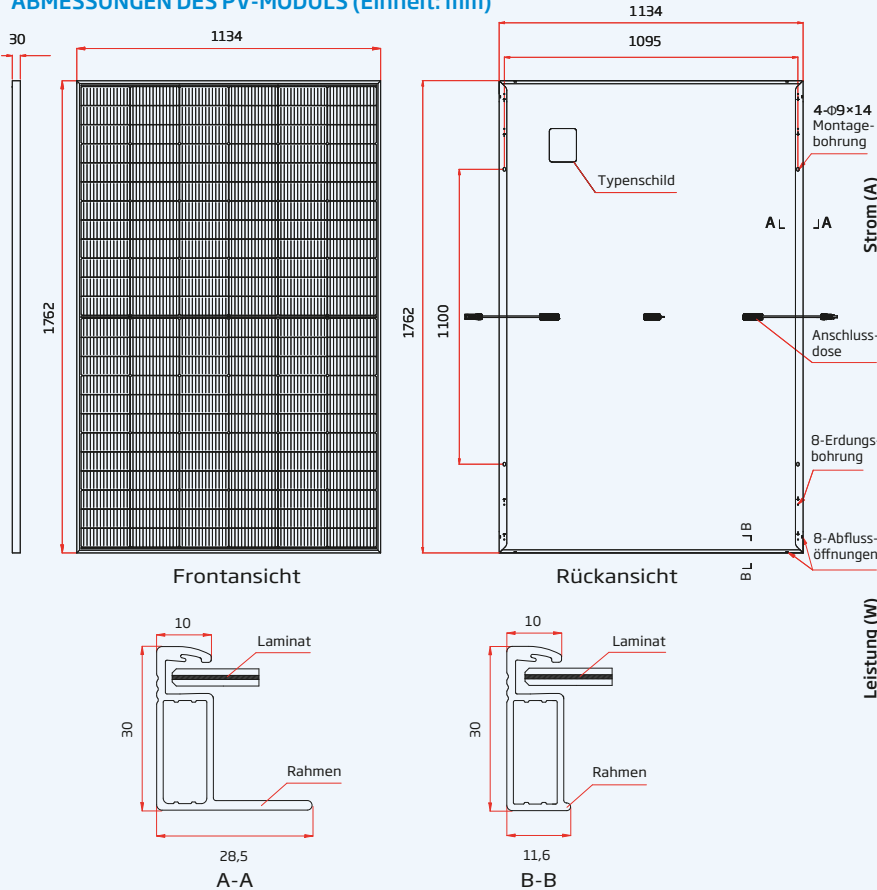 ABMESSUNGEN DES PV-MODULS (Einheit: mm)
30
1134
1762
Frontansicht
1134
1095
1762
1100
4-Φ9×14
Montage-
bohrung
Typenschild
A
A
Anschluss-
dose
8-Erdungs-
bohrung
8-Abfluss-
öffnungen
B
B
Rückansicht
Strom (A)
Leistung (W)
10
Laminat
30
Rahmen
28,5
A-A
10
Laminat
30
Rahmen
11,6
B-B